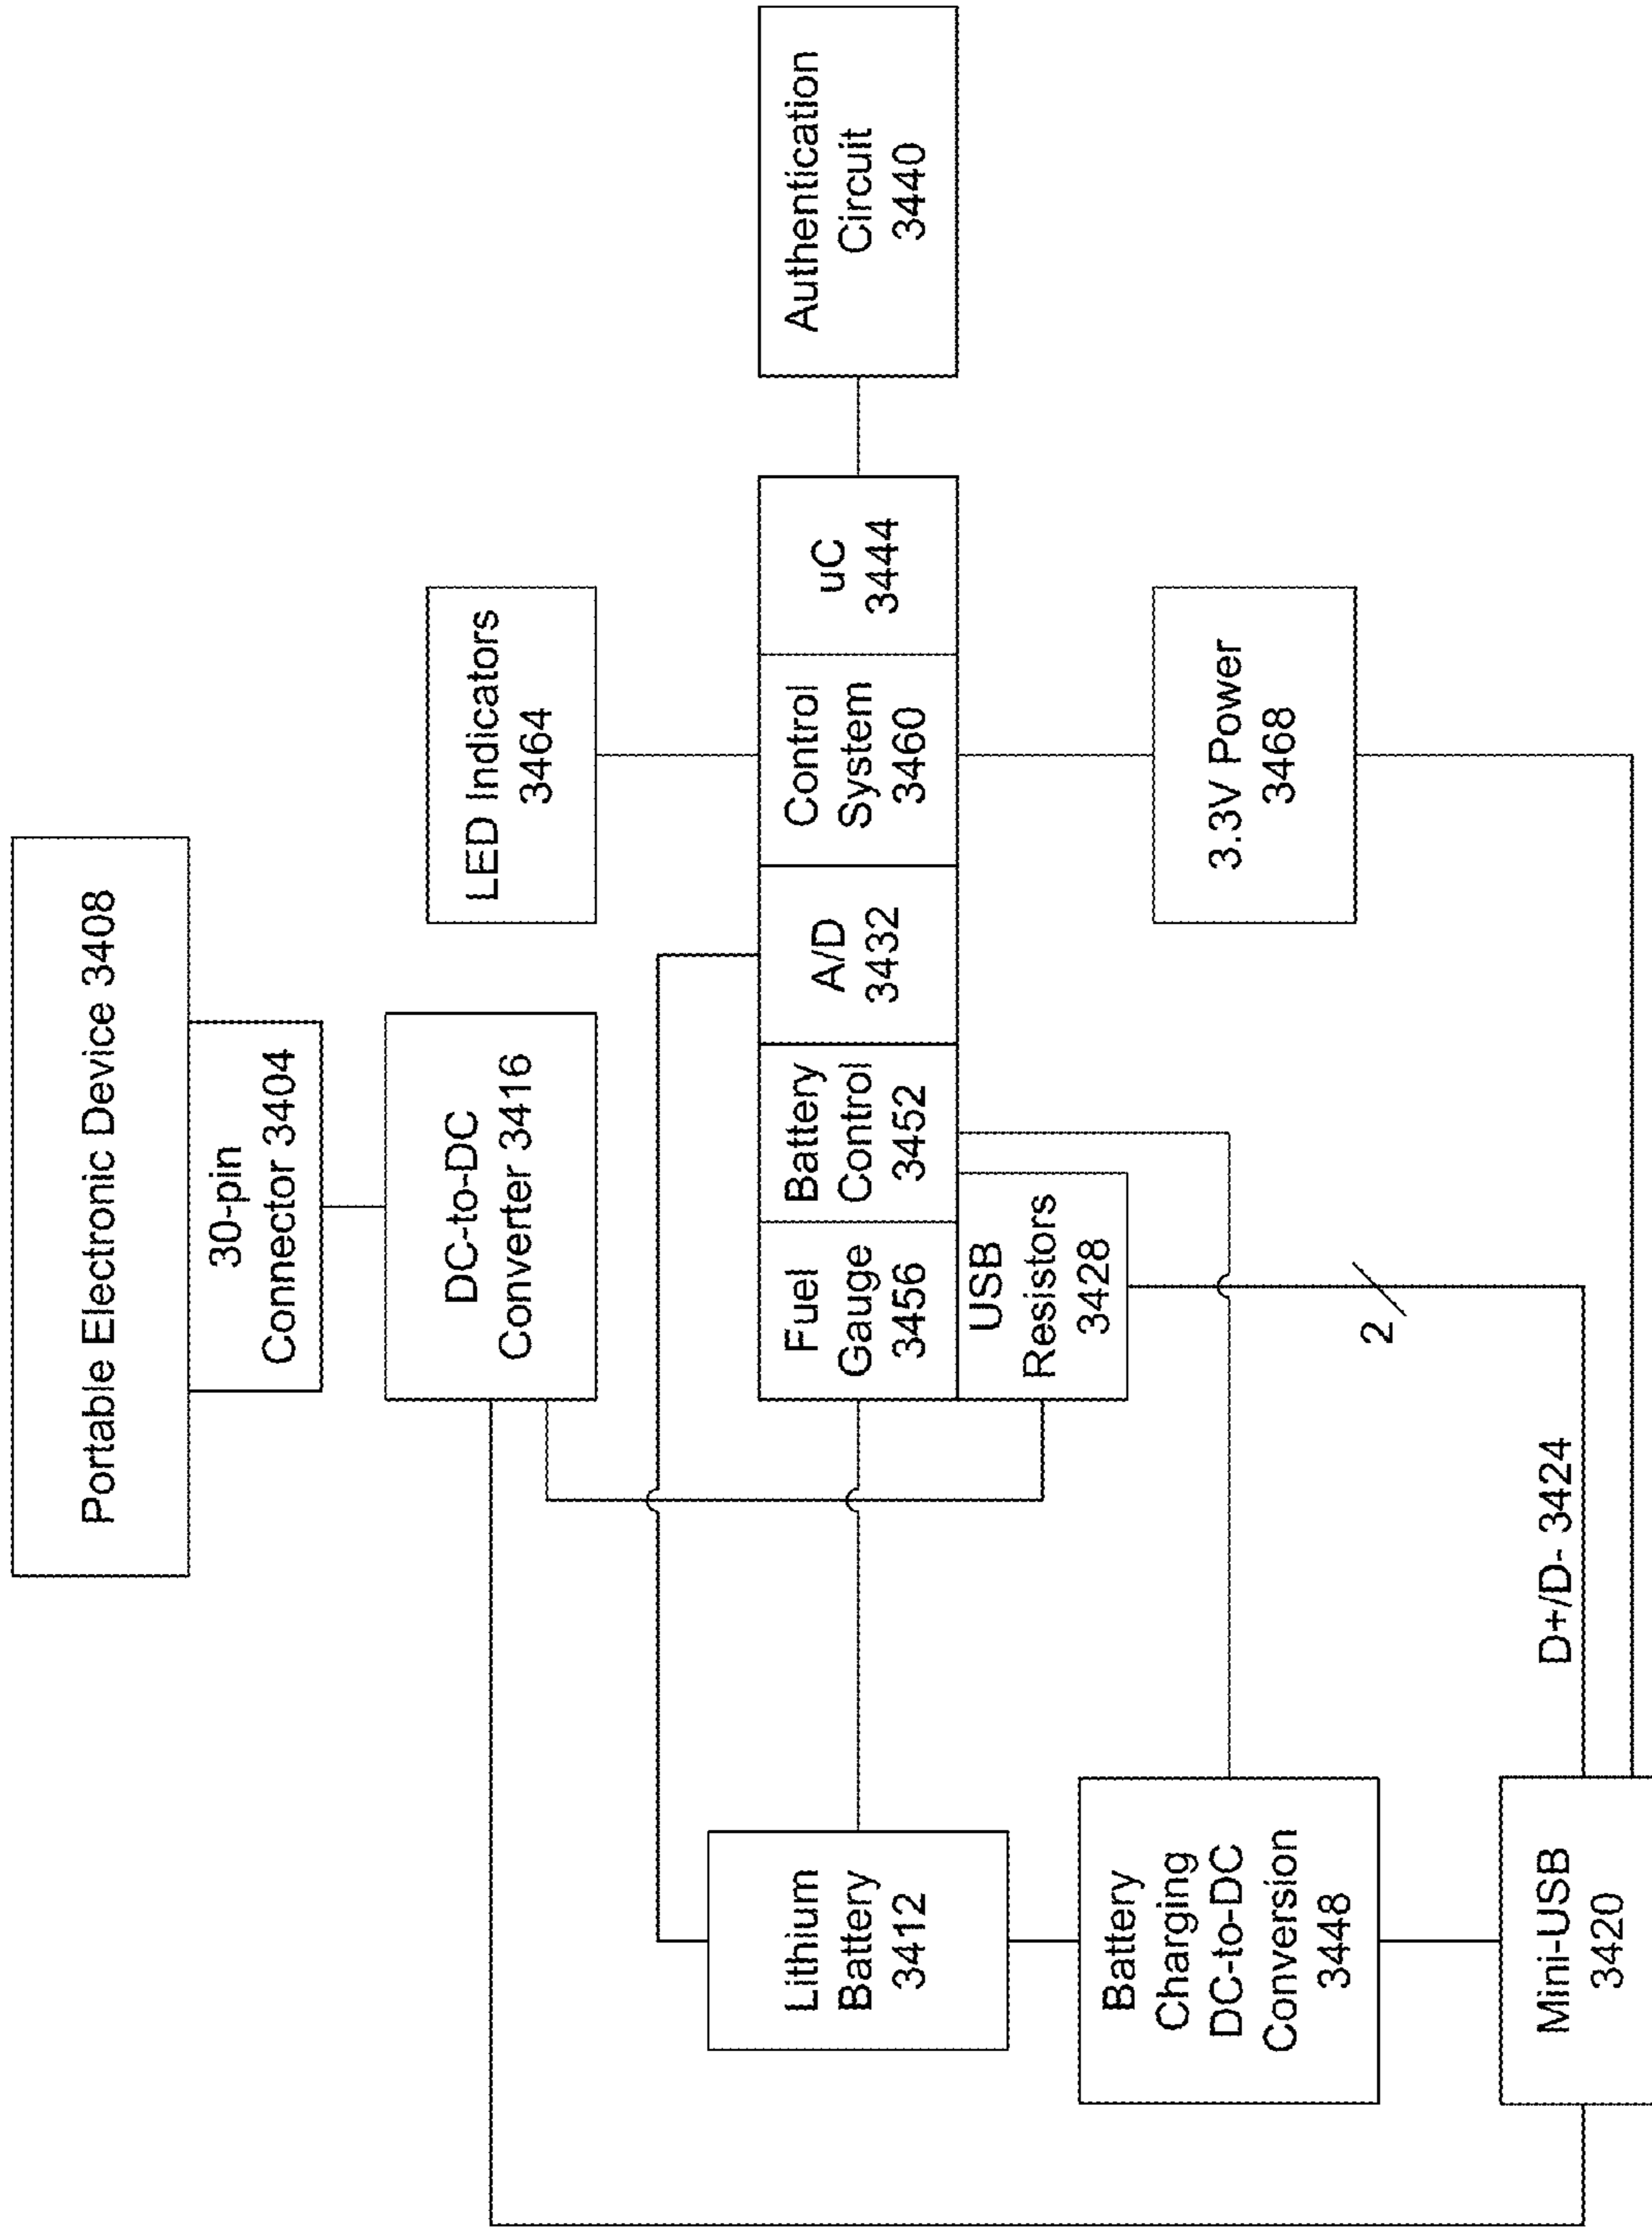 Portable Electronic Device 3408
30-pin
Connector 3404
DC-to-DC
Converter 3416
LED Indicators
3464
Lithium
Battery
3412
Fuel
Gauge
3456
Battery
Control
3452
A/D
3432
Control
System
3460
uC
3444
Authentication
Circuit
3440
USB
Resistors
3428
Battery
Charging
DC-to-DC
Conversion
3448
3.3V Power
3468
2
D+/D- 3424
Mini-USB
3420